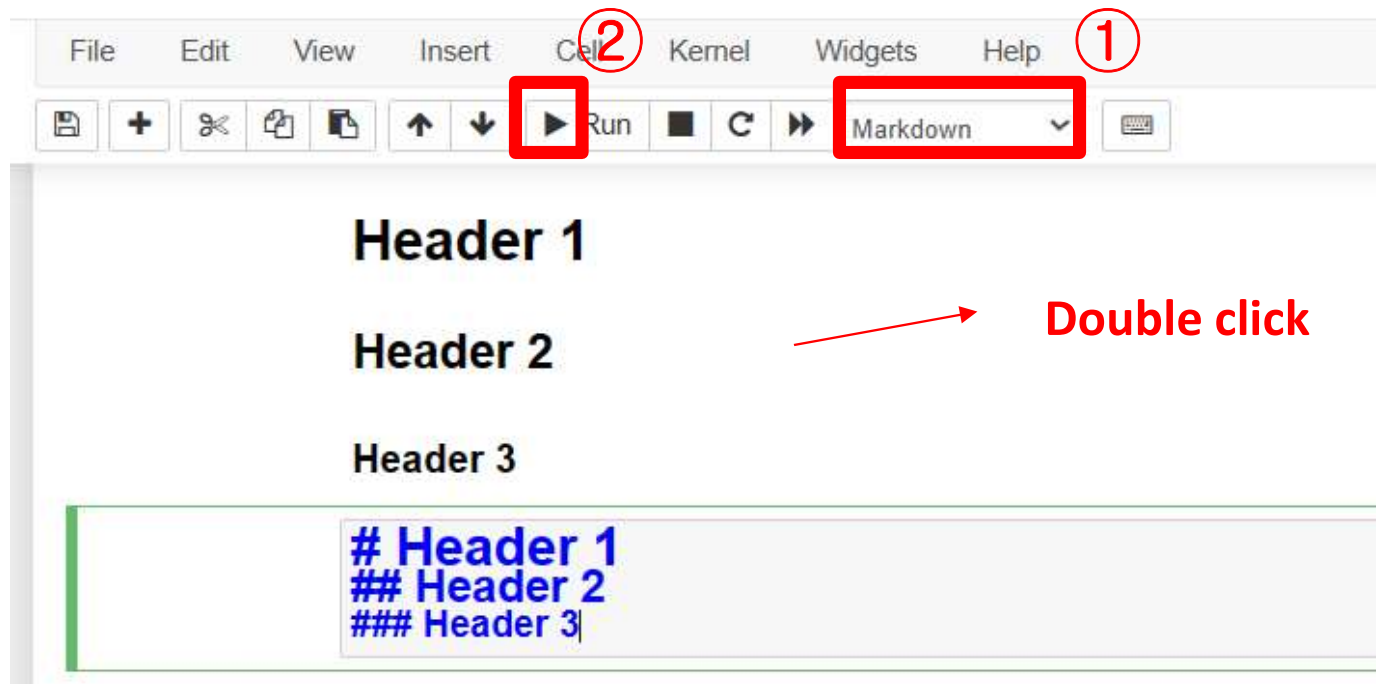 File Edit View Insert Cell Kernel Widgets Help
② ①
Run Markdown
Header 1
Header 2
Double click
Header 3
# Header 1
## Header 2
### Header 3